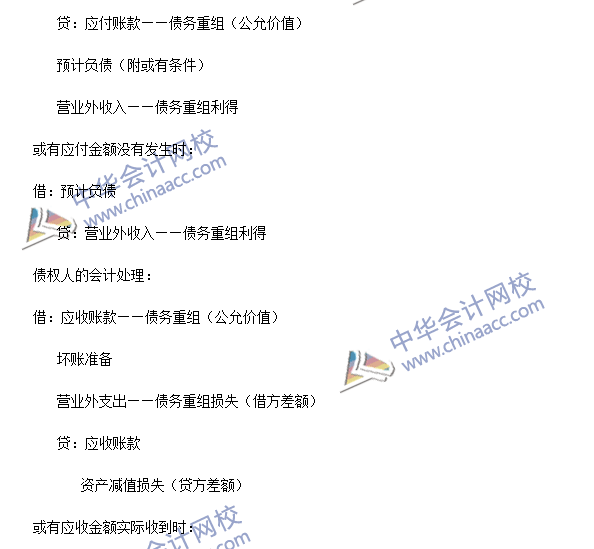 贷：应付账款——债务重组（公允价值）
预计负债（附或有条件）
营业外收入——债务重组利得
或有应付金额没有发生时：
借：预计负债
贷：营业外收入——债务重组利得
债权人的会计处理：
借：应收账款——债务重组（公允价值）
坏账准备
营业外支出——债务重组损失（借方差额）
贷：应收账款
资产减值损失（贷方差额）
或有应收金额实际收到时：
中华会计网校
www.chinaacc.com
中华会计网校
www.chinaacc.com
中华会计网校